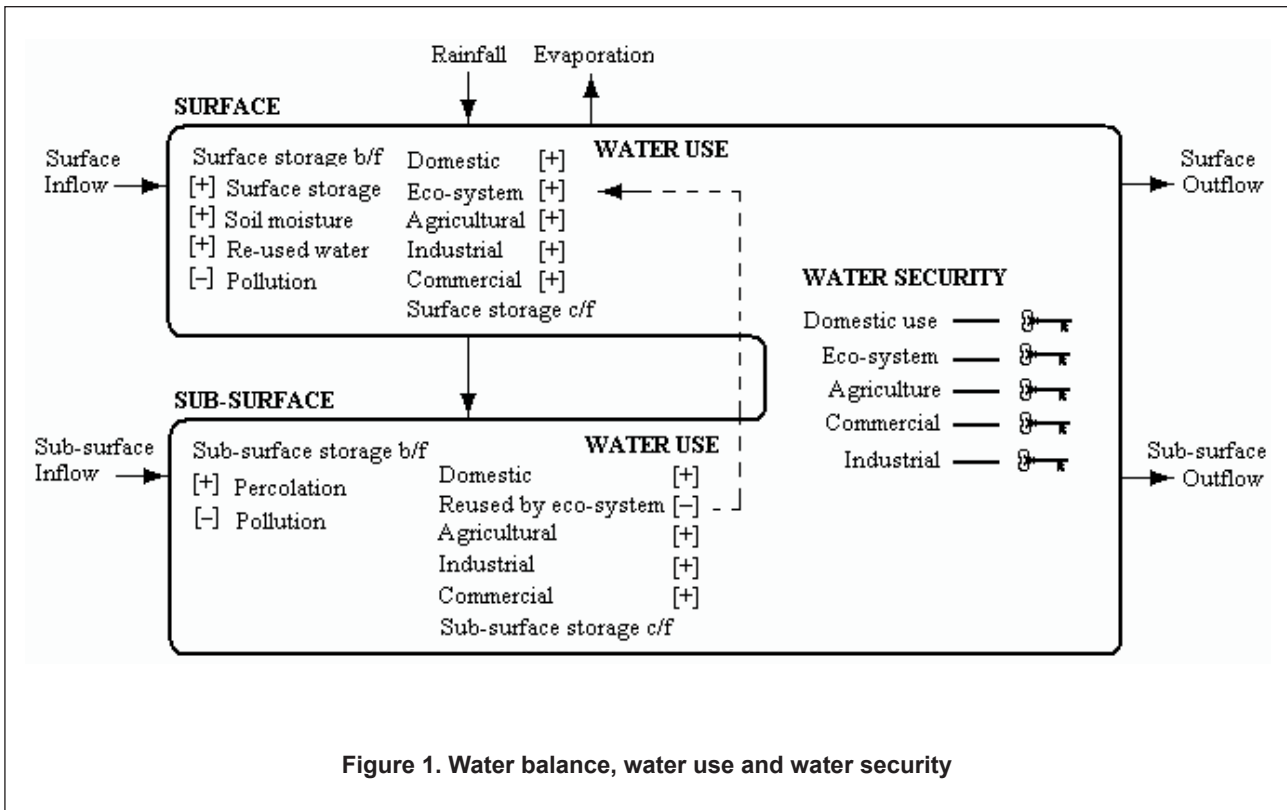 Rainfall Evaporation
SURFACE
Surface
Inflow
Surface storage b/f
[+] Surface storage
[+] Soil moisture
[+] Re-used water
[–] Pollution
WATER USE
Domestic [+]
Eco-system [+]
Agricultural [+]
Industrial [+]
Commercial [+]
Surface storage c/f
Surface
Outflow
WATER SECURITY
Domestic use
Eco-system
Agriculture
Commercial
Industrial
SUB-SURFACE
Sub-surface
Inflow
Sub-surface storage b/f
[+] Percolation
[–] Pollution
WATER USE
Domestic [+]
Reused by eco-system [–]
Agricultural [+]
Industrial [+]
Commercial [+]
Sub-surface storage c/f
Sub-surface
Outflow
Figure 1. Water balance, water use and water security